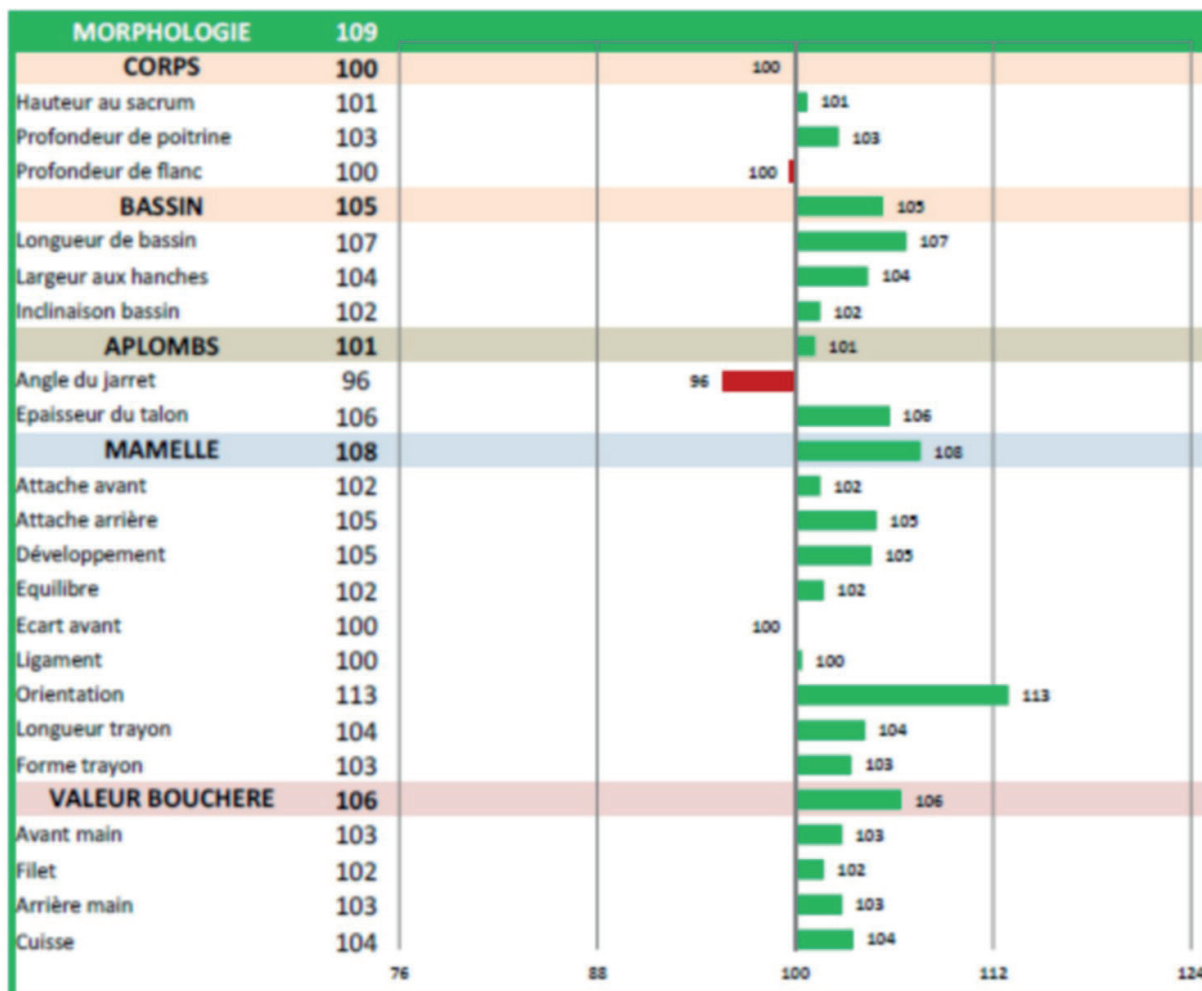 MORPHOLOGIE 109
CORPS 100 100
Hauteur au sacrum 101 101
Profondeur de poitrine 103 103
Profondeur de flanc 100 100
BASSIN 105 105
Longueur de bassin 107 107
Largeur aux hanches 104 104
Inclinaison bassin 102 102
APLOMBS 101 101
Angle du jarret 96 96
Epaisseur du talon 106 106
MAMELLE 108 108
Attache avant 102 102
Attache arrière 105 105
Développement 105 105
Equilibre 102 102
Ecart avant 100 100
Ligament 100 100
Orientation 113 113
Longueur trayon 104 104
Forme trayon 103 103
VALEUR BOUCHERE 106 106
Avant main 103 103
Filet 102 102
Arrière main 103 103
Cuisse 104 104
76 88 100 112 124